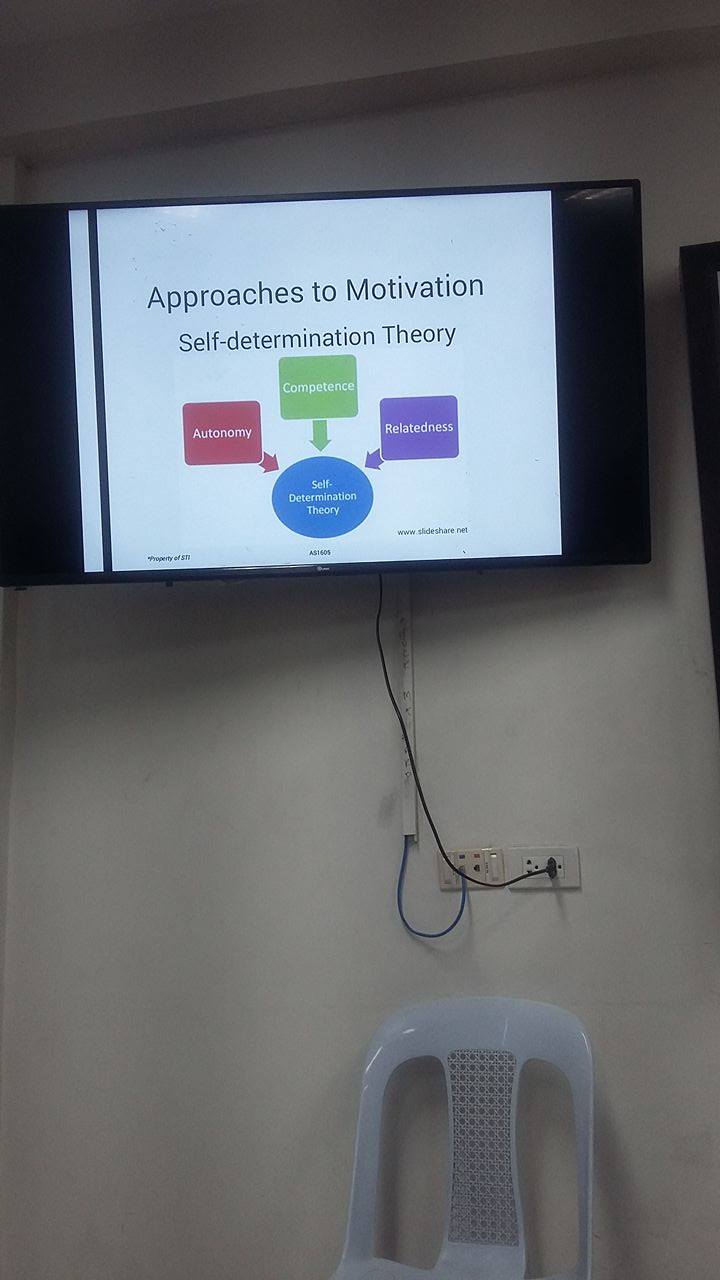 Approaches to Motivation
Self-determination Theory
Competence
Autonomy
Relatedness
Self-
Determination
Theory
www.slideshare.net
*Property of STI
AS1605